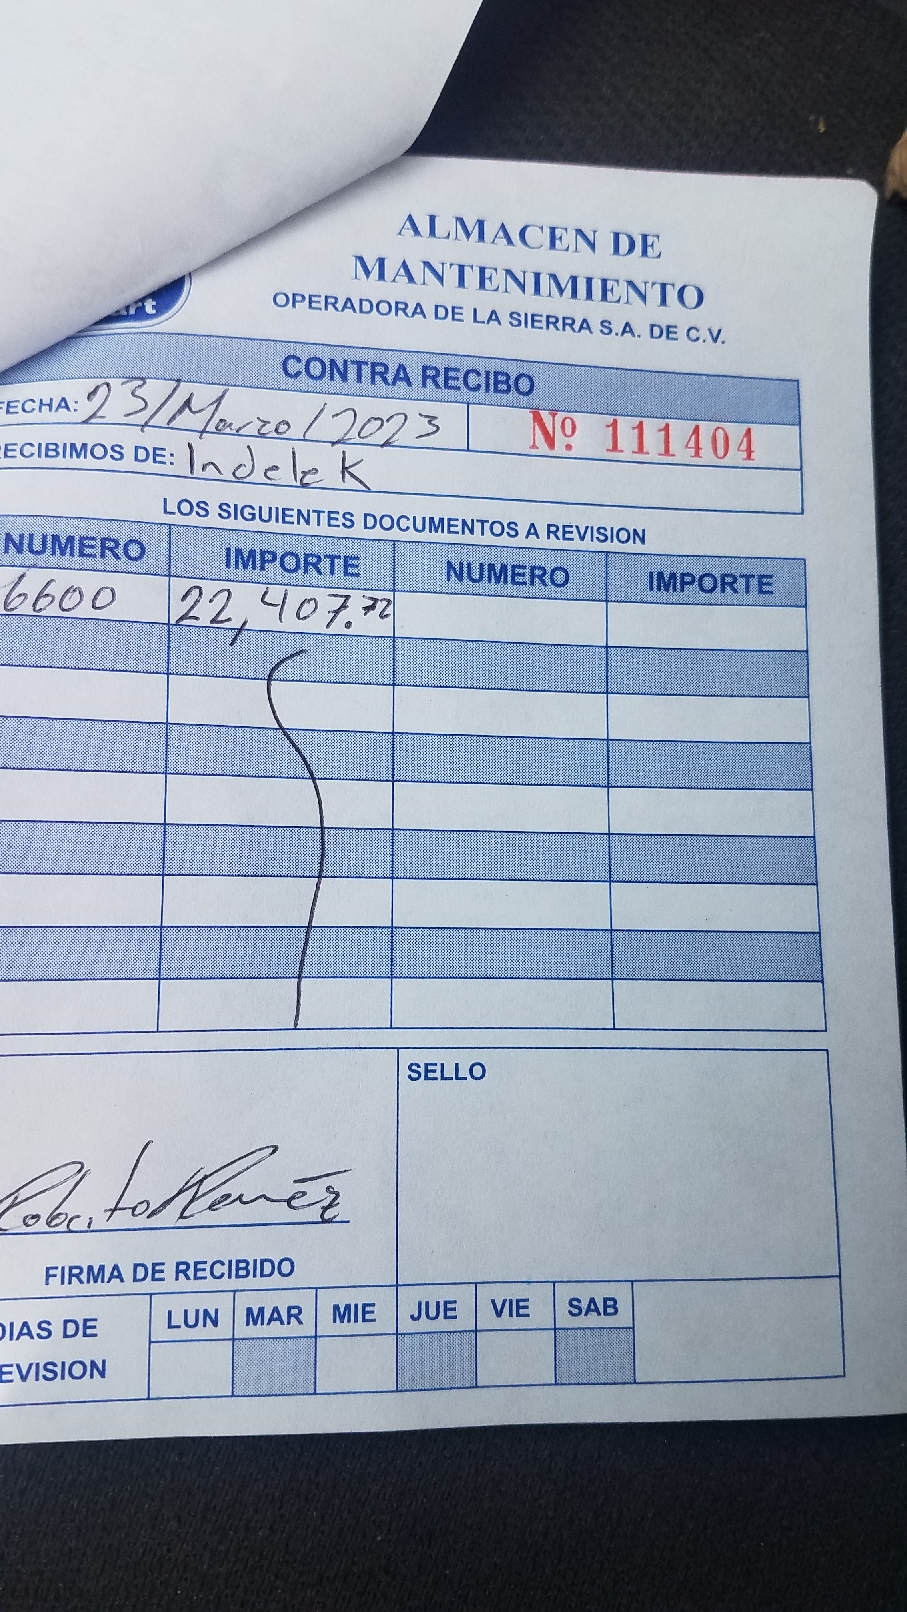 ALMACEN DE
MANTENIMIENTO
OPERADORA DE LA SIERRA S.A. DE C.V.
art
CONTRA RECIBO
FECHA: 23/Marzo/2023
Nº 111404
ECIBIMOS DE: Indelek
LOS SIGUIENTES DOCUMENTOS A REVISION
NUMERO IMPORTE NUMERO IMPORTE
6600 22,407.72
SELLO
FIRMA DE RECIBIDO
DIAS DE
EVISION
LUN MAR MIE JUE VIE SAB